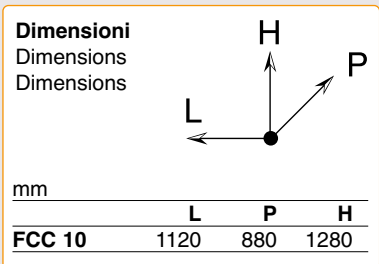 Dimensioni
Dimensions
Dimensions
H
P
L
mm
L P H
FCC 10 1120 880 1280